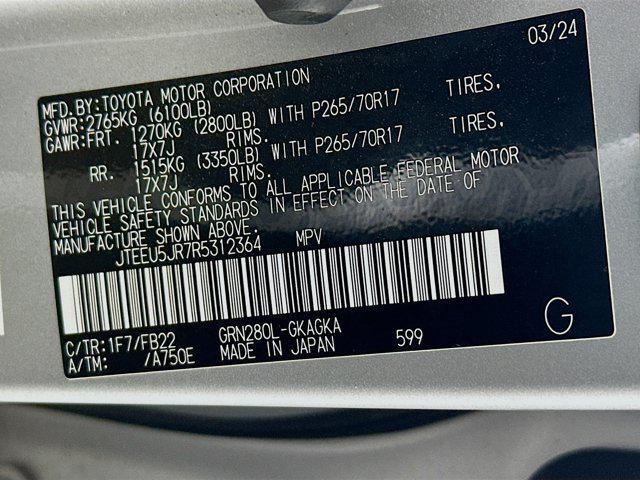 03/24
MFD.BY:TOYOTA MOTOR CORPORATION
GVWR:2765KG (6100LB)
GAWR:FRT. 1270KG (2800LB) WITH P265/70R17 TIRES,
17X7J RIMS.
RR. 1515KG (3350LB) WITH P265/70R17 TIRES,
17X7J RIMS.
THIS VEHICLE CONFORMS TO ALL APPLICABLE FEDERAL MOTOR
VEHICLE SAFETY STANDARDS IN EFFECT ON THE DATE OF
MANUFACTURE SHOWN ABOVE.
JTEEU5JR7R5312364 MPV
C/TR:1F7/FB22 GRN280L-GKAGKA
A/TM: /A750E MADE IN JAPAN 599 G